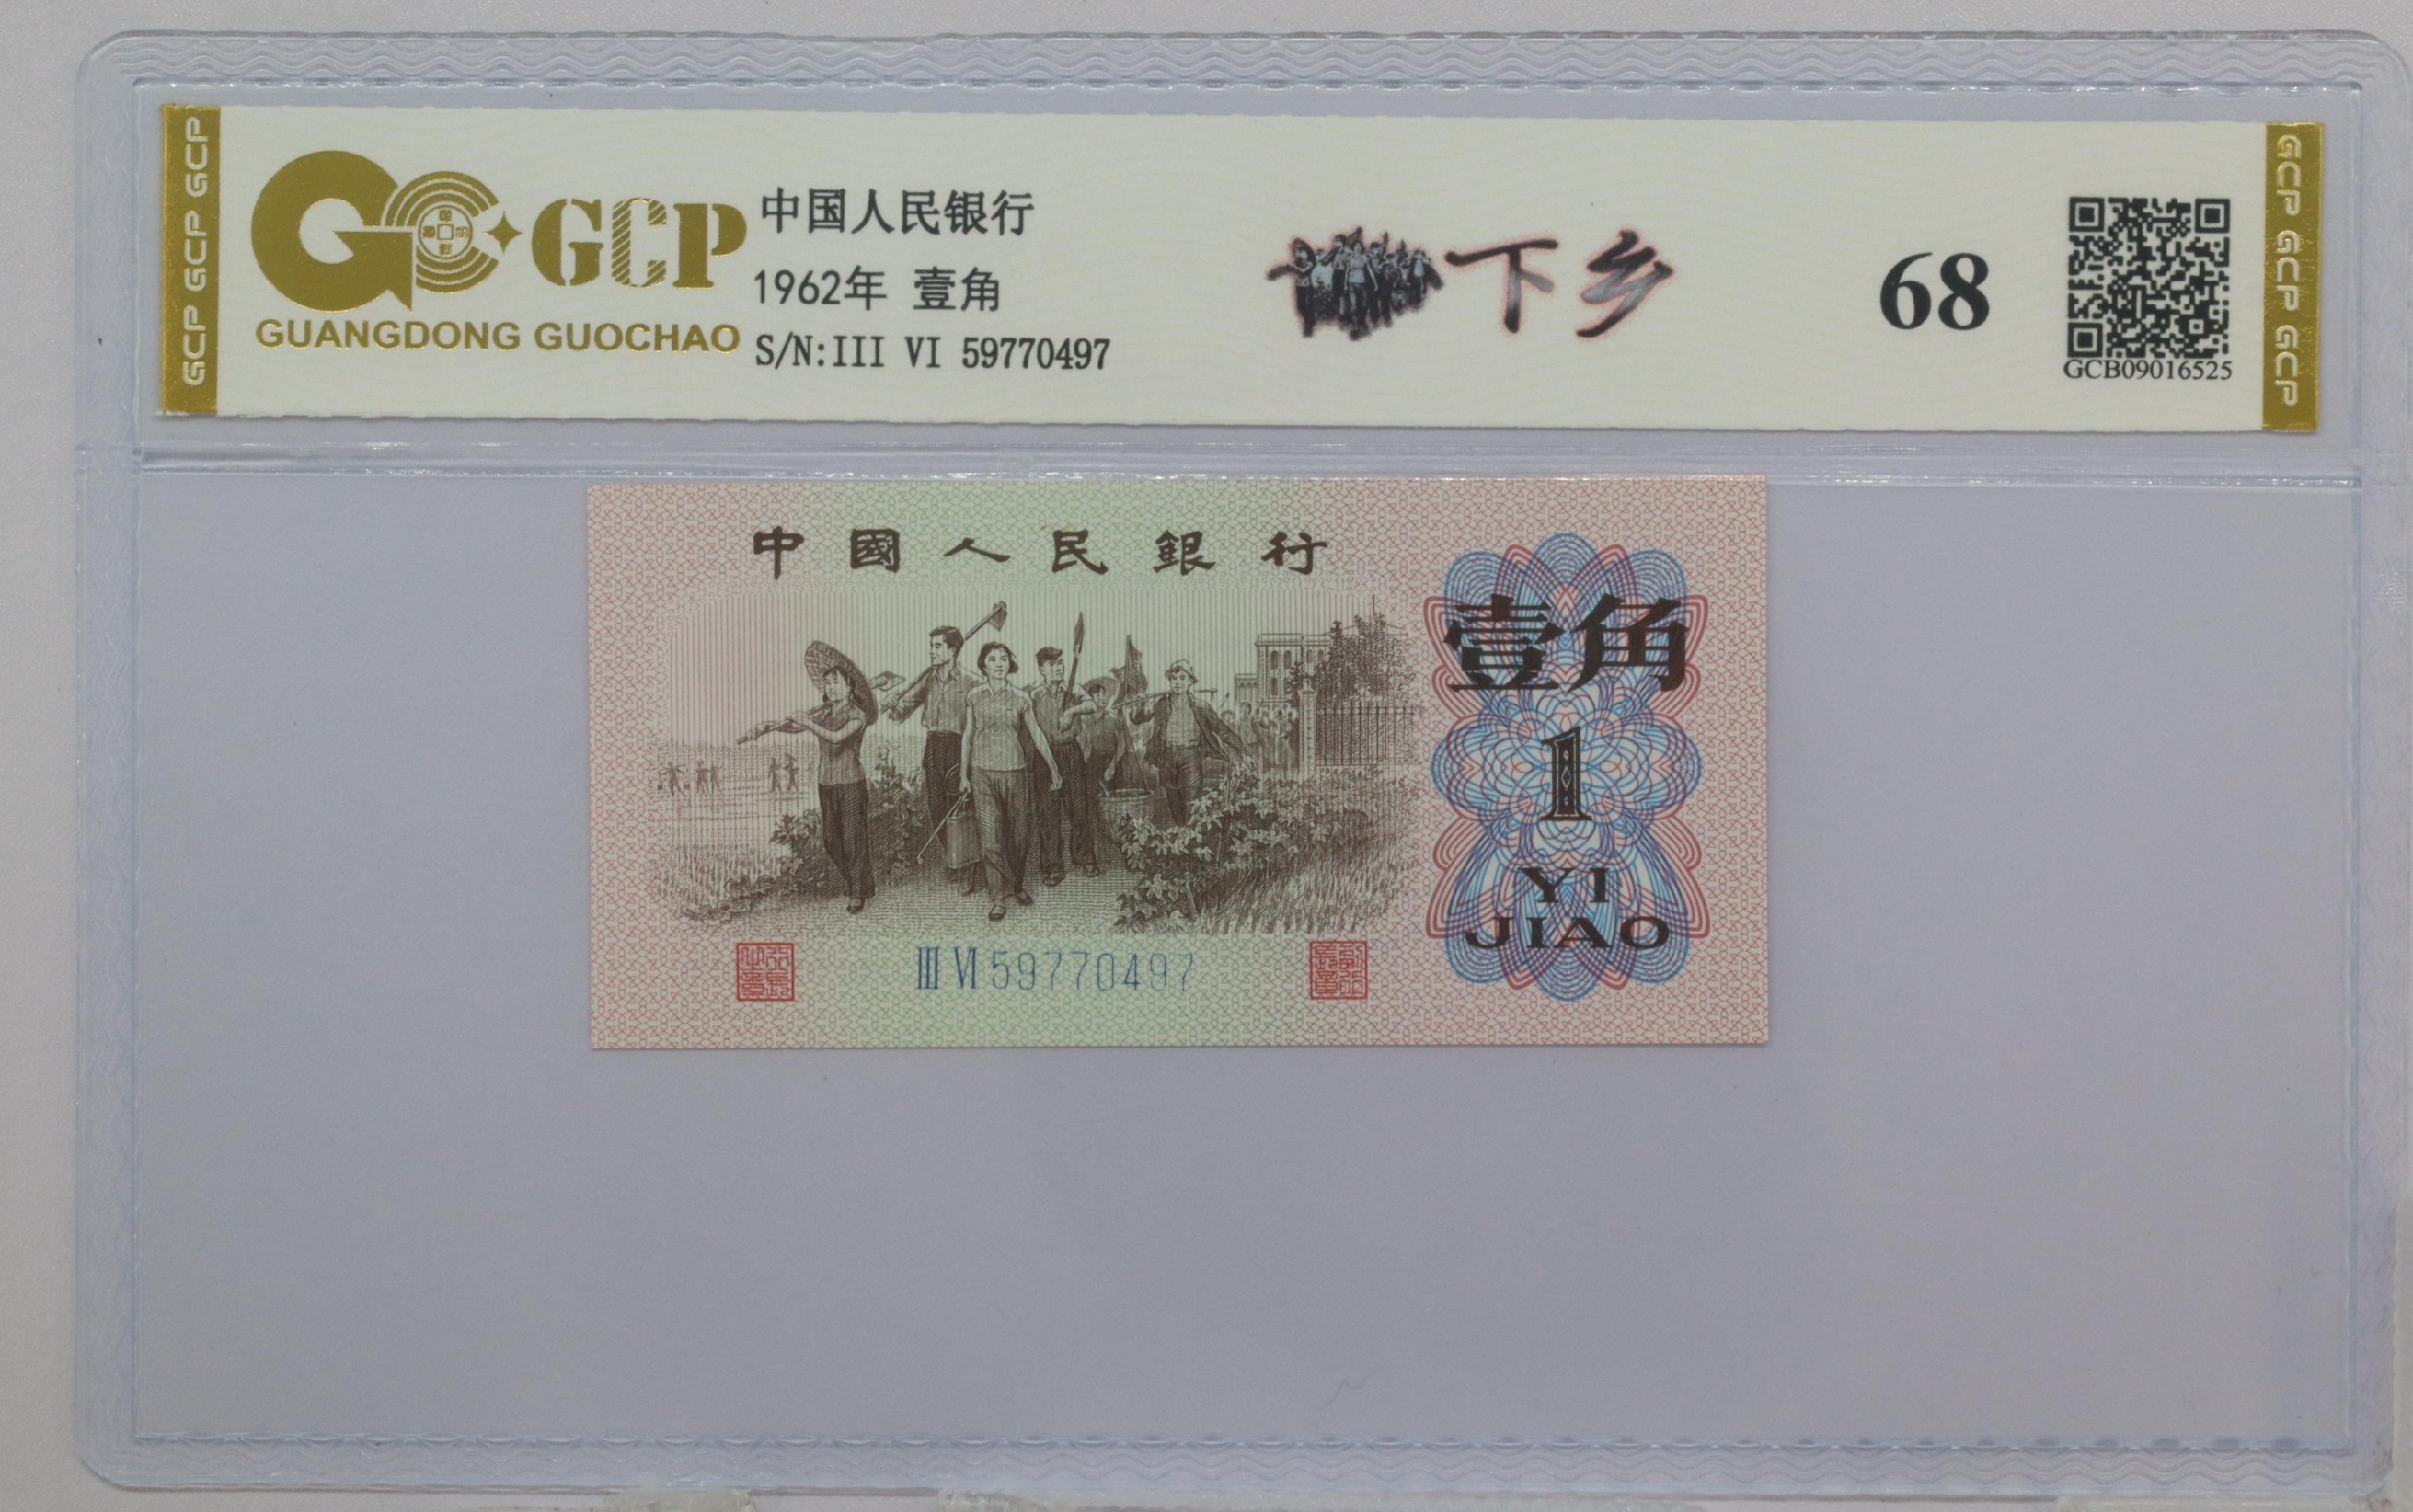 GCP GCP GCP
GCP
GUANGDONG GUOCHAO
中国人民银行
1962年 壹角
S/N:III VI 59770497
下乡
68
GCB09016525
GCP GCP GCP
中國人民銀行
壹角
1
YI
JIAO
III VI 59770497